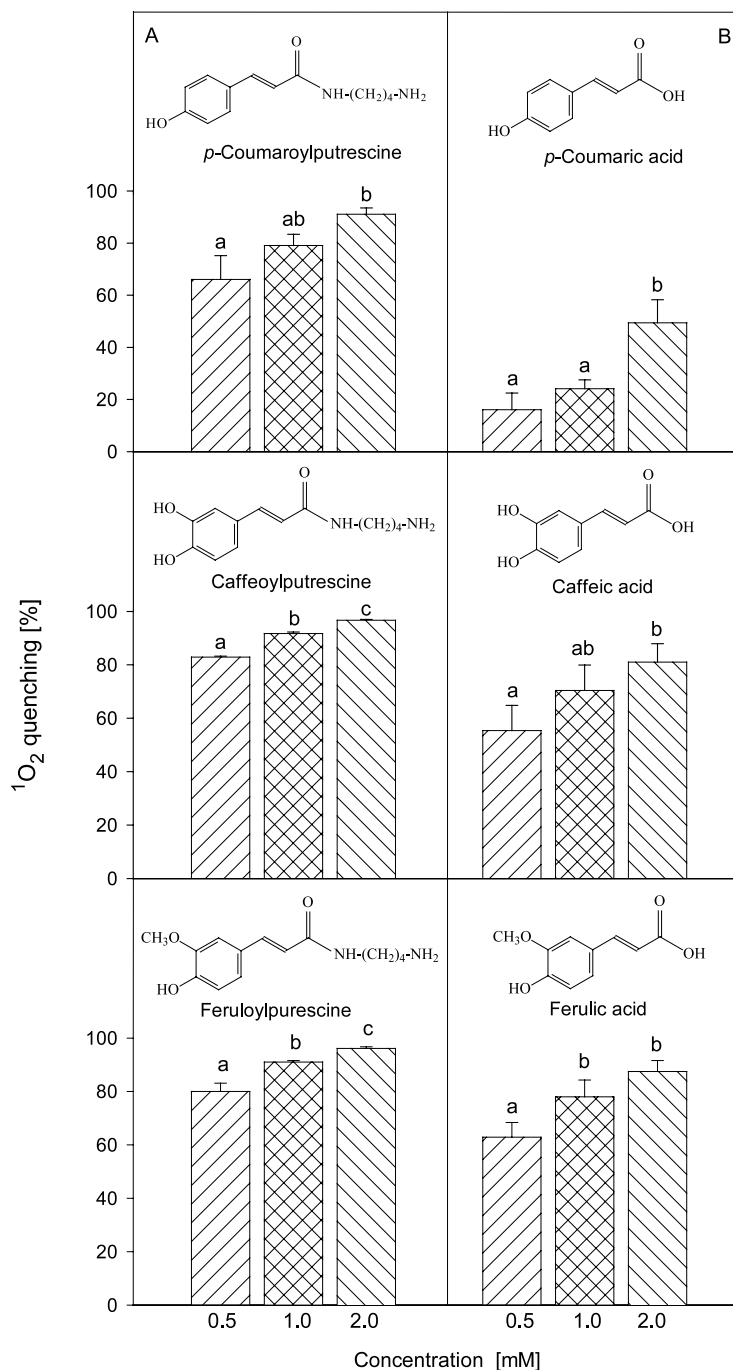 A
O
NH-(CH2)4-NH2
HO
p-Coumaroylputrescine
B
O
OH
HO
p-Coumaric acid
100
80
60
40
20
0
a
ab
b
a
a
b
O
HO
NH-(CH2)4-NH2
HO
Caffeoylputrescine
O
HO
OH
HO
Caffeic acid
100
80
60
40
20
0
a
b
c
a
ab
b
1O2 quenching [%]
O
CH3O
NH-(CH2)4-NH2
HO
Feruloylpurescine
O
CH3O
OH
HO
Ferulic acid
100
80
60
40
20
0
a
b
c
a
b
b
0.5 1.0 2.0 0.5 1.0 2.0
Concentration [mM]